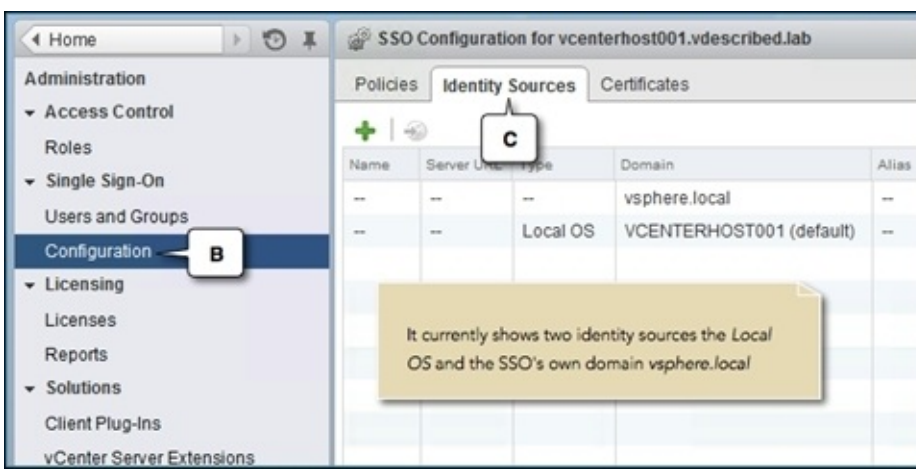 Home
SSO Configuration for vcenterhost001.vdescribed.lab
Administration
Access Control
Roles
Single Sign-On
Users and Groups
Configuration
B
Licensing
Licenses
Reports
Solutions
Client Plug-Ins
vCenter Server Extensions
Policies Identity Sources Certificates
C
Name Server Type Domain Alias
-- -- -- vsphere.local --
-- -- Local OS VCENTERHOST001 (default) --
It currently shows two identity sources the Local
OS and the SSO's own domain vsphere.local